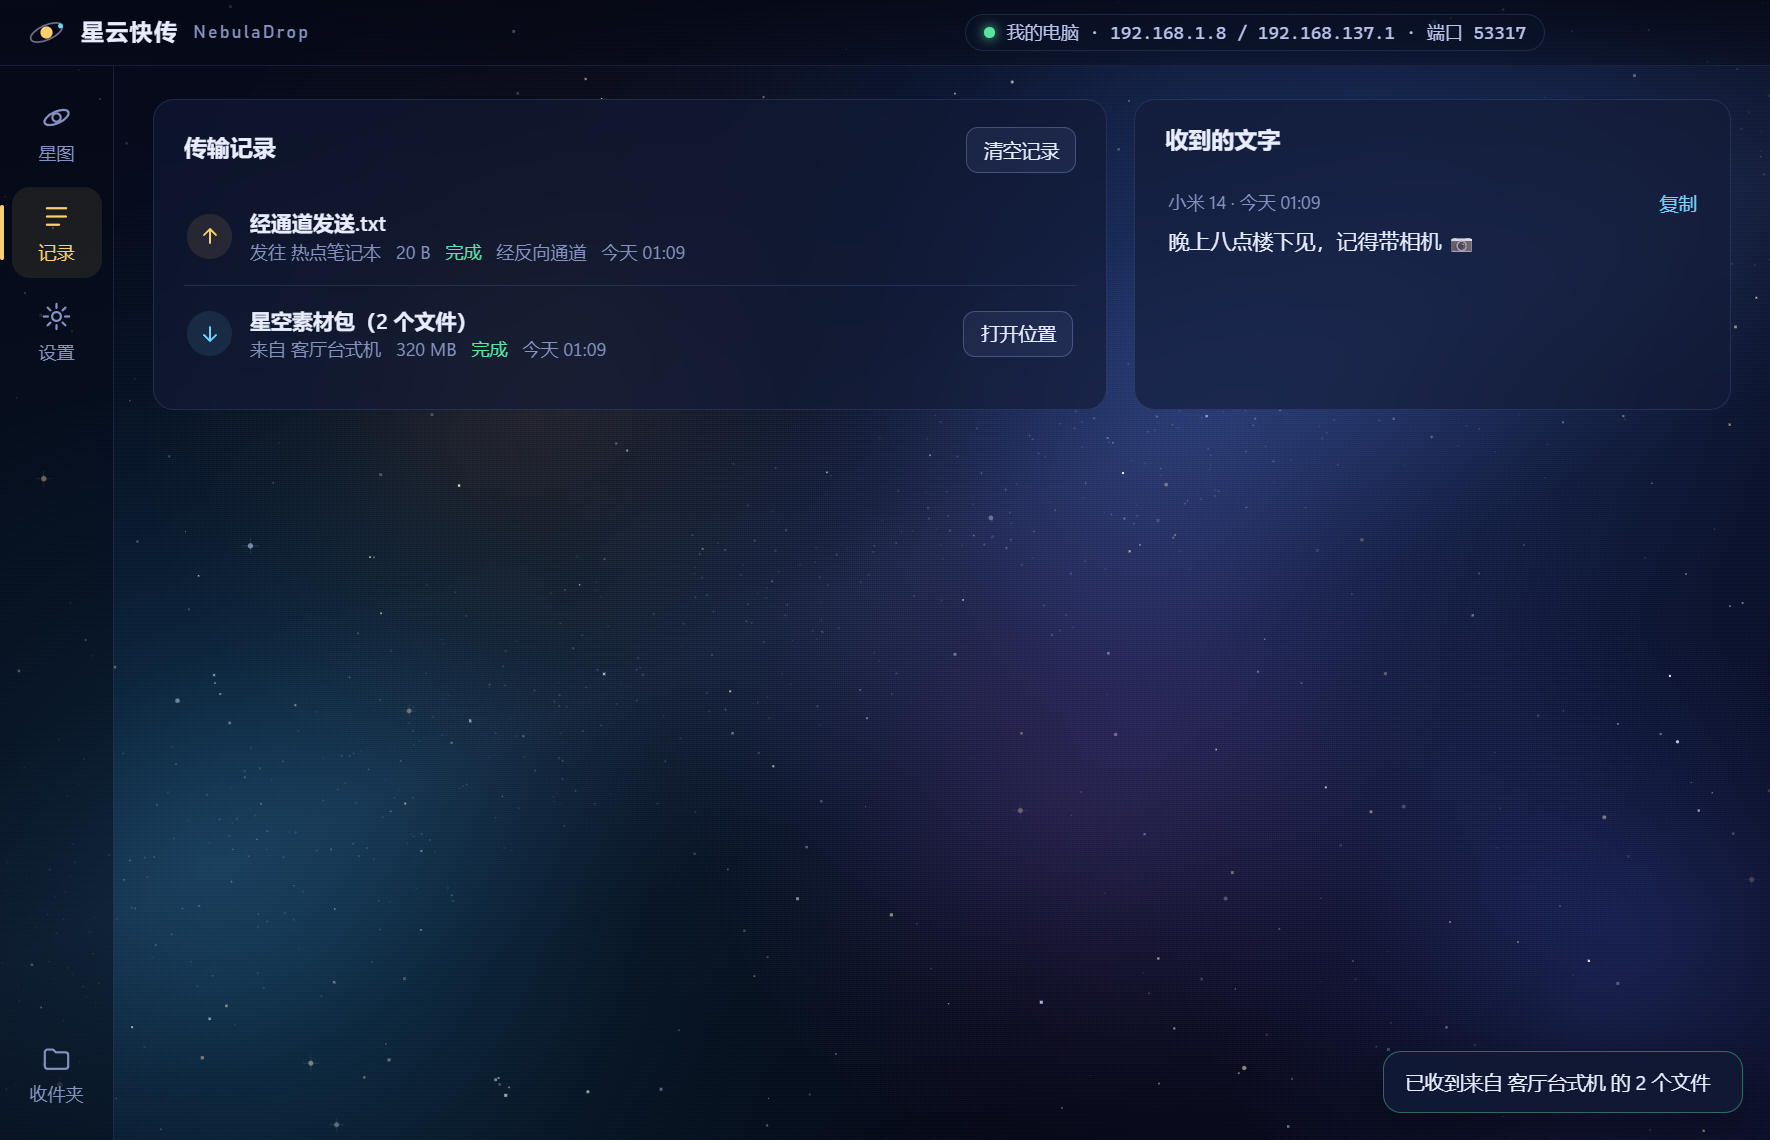 星云快传 NebulaDrop
我的电脑 · 192.168.1.8 / 192.168.137.1 · 端口 53317
星图
记录
设置
收件夹
传输记录
清空记录
经通道发送.txt
发往 热点笔记本 20 B 完成 经反向通道 今天 01:09
星空素材包（2 个文件）
来自 客厅台式机 320 MB 完成 今天 01:09
打开位置
收到的文字
小米 14 · 今天 01:09
复制
晚上八点楼下见，记得带相机 📷
已收到来自 客厅台式机 的 2 个文件